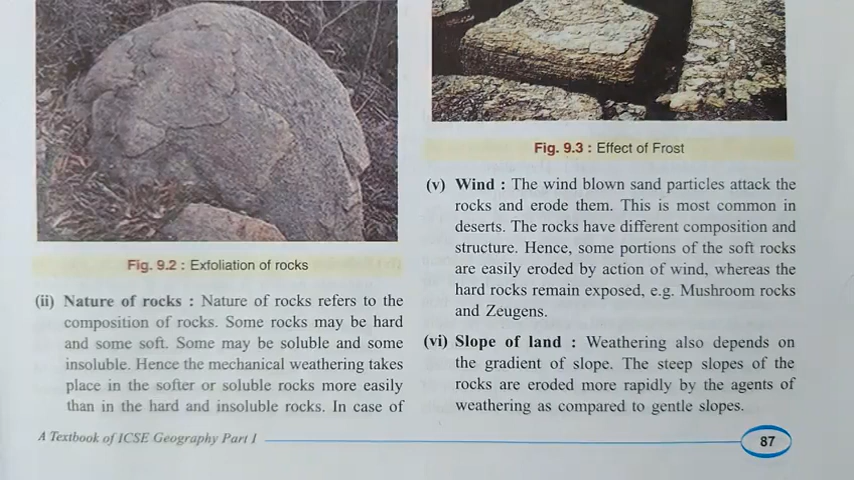 Fig. 9.2 : Exfoliation of rocks
(ii) Nature of rocks : Nature of rocks refers to the
composition of rocks. Some rocks may be hard
and some soft. Some may be soluble and some
insoluble. Hence the mechanical weathering takes
place in the softer or soluble rocks more easily
than in the hard and insoluble rocks. In case of
Fig. 9.3 : Effect of Frost
(v) Wind : The wind blown sand particles attack the
rocks and erode them. This is most common in
deserts. The rocks have different composition and
structure. Hence, some portions of the soft rocks
are easily eroded by action of wind, whereas the
hard rocks remain exposed, e.g. Mushroom rocks
and Zeugens.
(vi) Slope of land : Weathering also depends on
the gradient of slope. The steep slopes of the
rocks are eroded more rapidly by the agents of
weathering as compared to gentle slopes.
A Textbook of ICSE Geography Part I
87